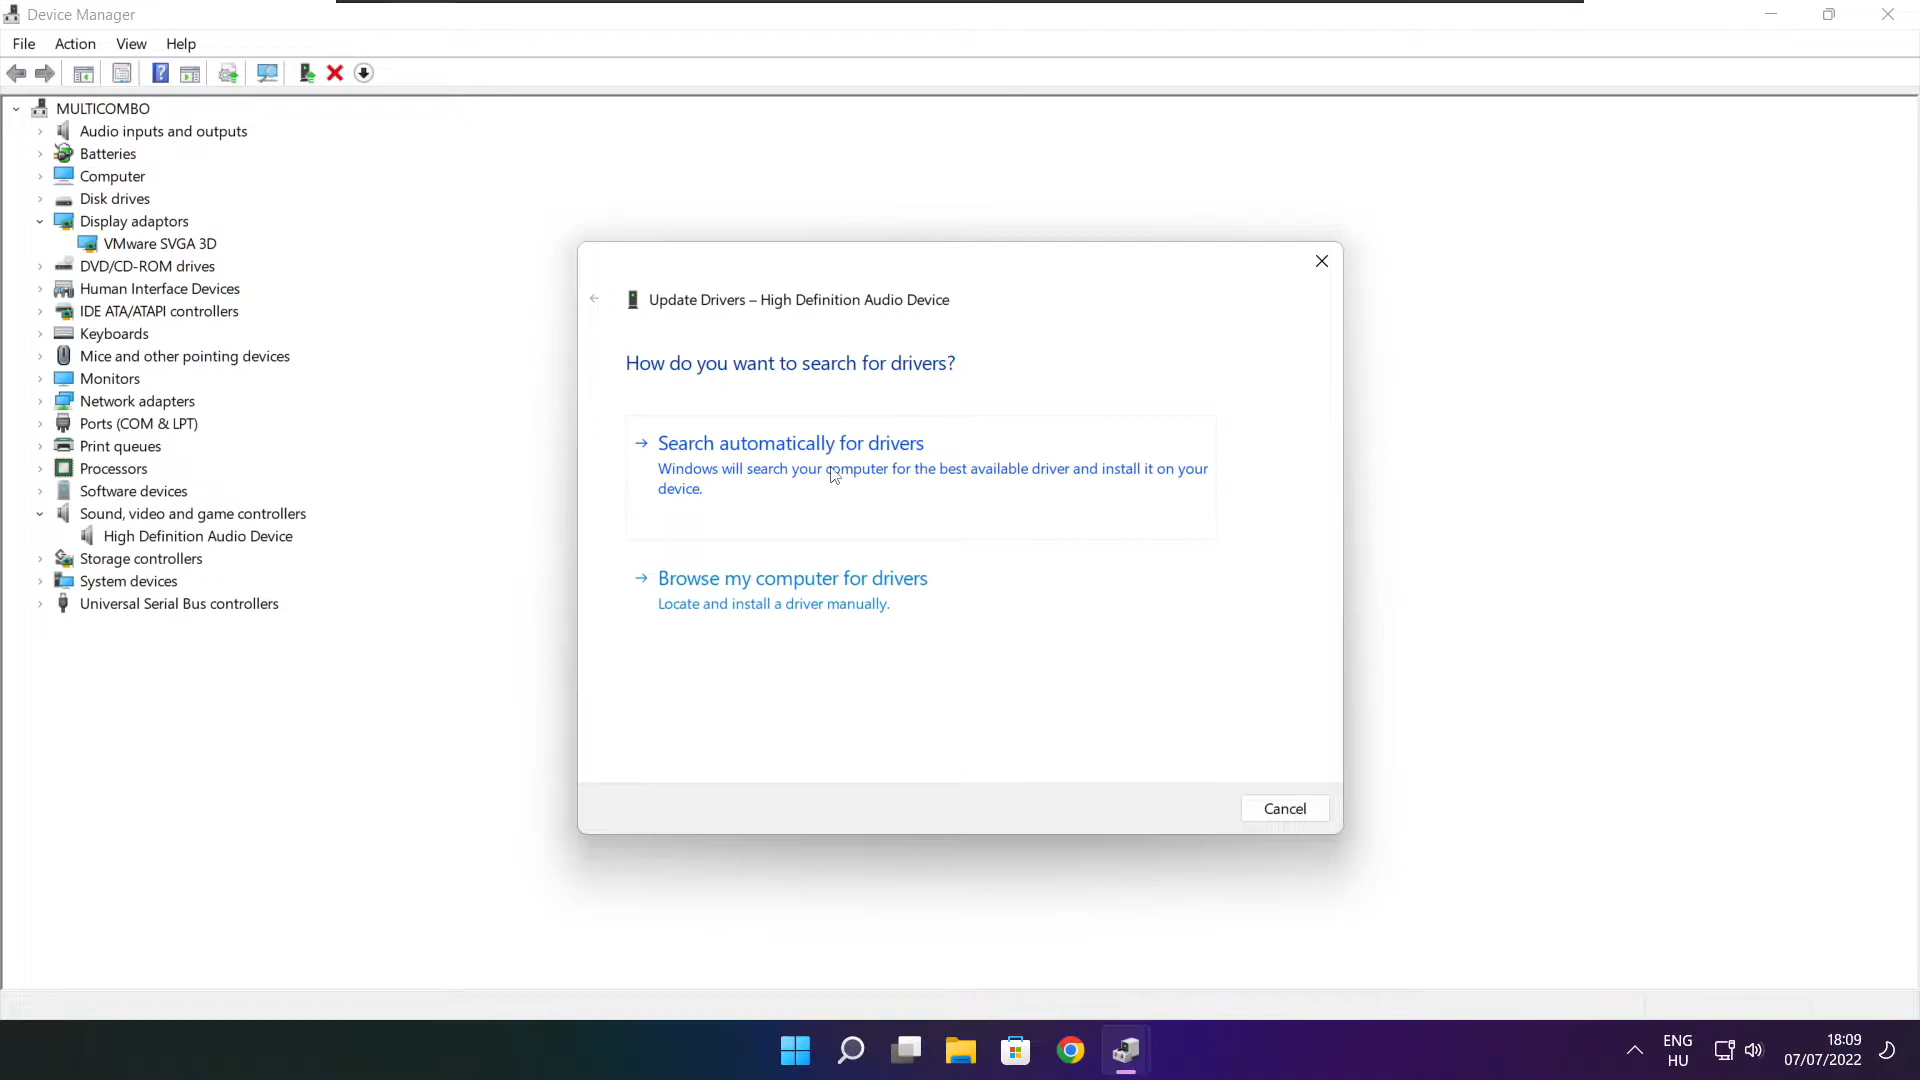 Device Manager
File Action View Help
MULTICOMBO
Audio inputs and outputs
Batteries
Computer
Disk drives
Display adaptors
VMware SVGA 3D
DVD/CD-ROM drives
Human Interface Devices
IDE ATA/ATAPI controllers
Keyboards
Mice and other pointing devices
Monitors
Network adapters
Ports (COM & LPT)
Print queues
Processors
Software devices
Sound, video and game controllers
High Definition Audio Device
Storage controllers
System devices
Universal Serial Bus controllers
Update Drivers – High Definition Audio Device
How do you want to search for drivers?
Search automatically for drivers
Windows will search your computer for the best available driver and install it on your
device.
Browse my computer for drivers
Locate and install a driver manually.
Cancel
ENG
HU
18:09
07/07/2022